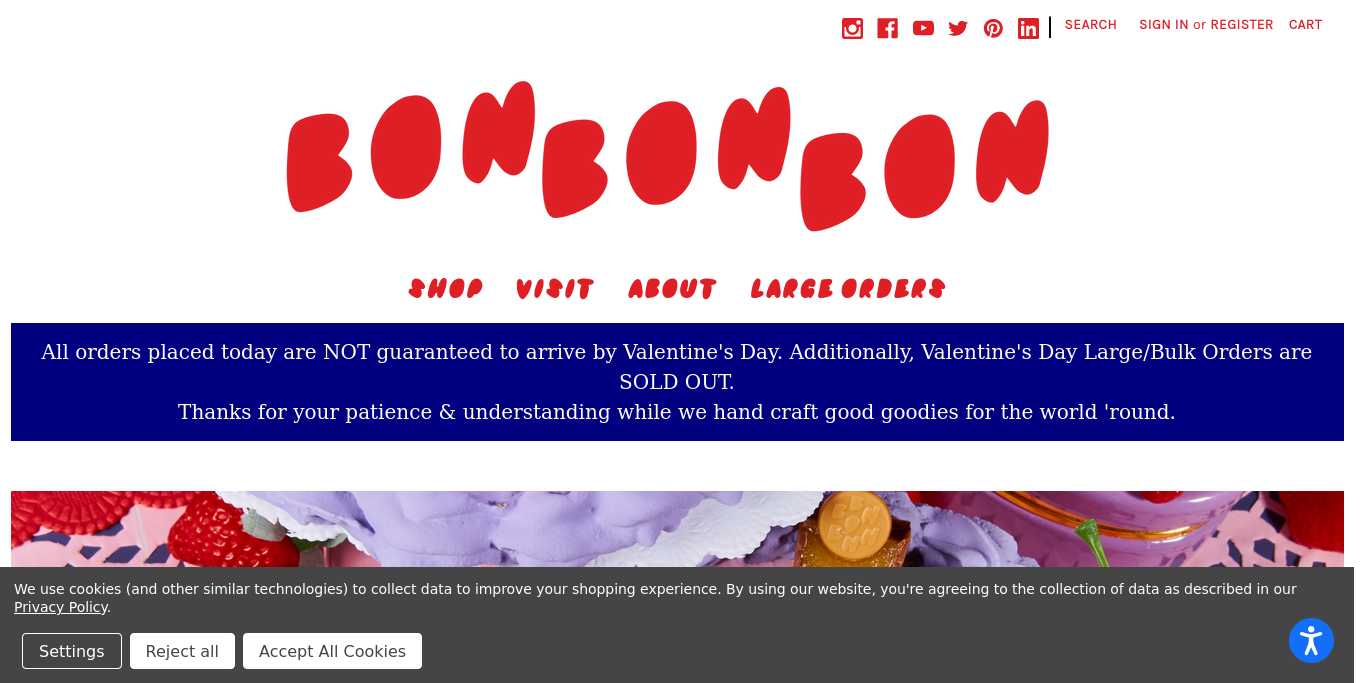 SEARCH SIGN IN or REGISTER CART
BONBONBON
SHOP VISIT ABOUT LARGE ORDERS
All orders placed today are NOT guaranteed to arrive by Valentine's Day. Additionally, Valentine's Day Large/Bulk Orders are
SOLD OUT.
Thanks for your patience & understanding while we hand craft good goodies for the world 'round.
BON
BON
BON
We use cookies (and other similar technologies) to collect data to improve your shopping experience. By using our website, you're agreeing to the collection of data as described in our
Privacy Policy.
Settings Reject all Accept All Cookies